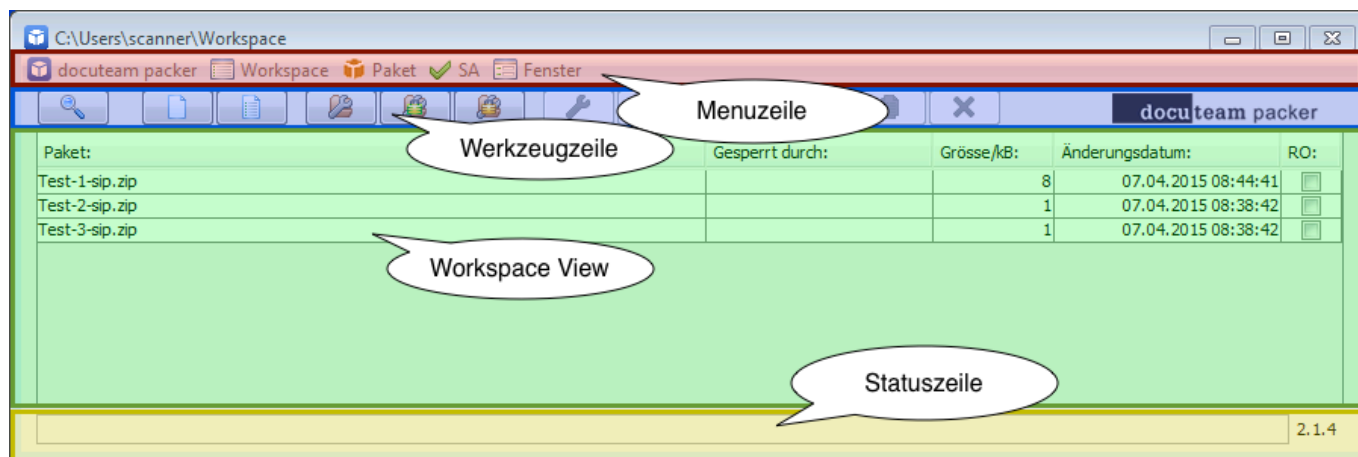 C:\Users\scanner\Workspace
docuteam packer Workspace Paket SA Fenster
Menuzeile
docuteam packer
Werkzeugzeile
Paket: Gesperrt durch: Grösse/kB: Änderungsdatum: RO:
Test-1-sip.zip 8 07.04.2015 08:44:41
Test-2-sip.zip 1 07.04.2015 08:38:42
Test-3-sip.zip 1 07.04.2015 08:38:42
Workspace View
Statuszeile
2.1.4